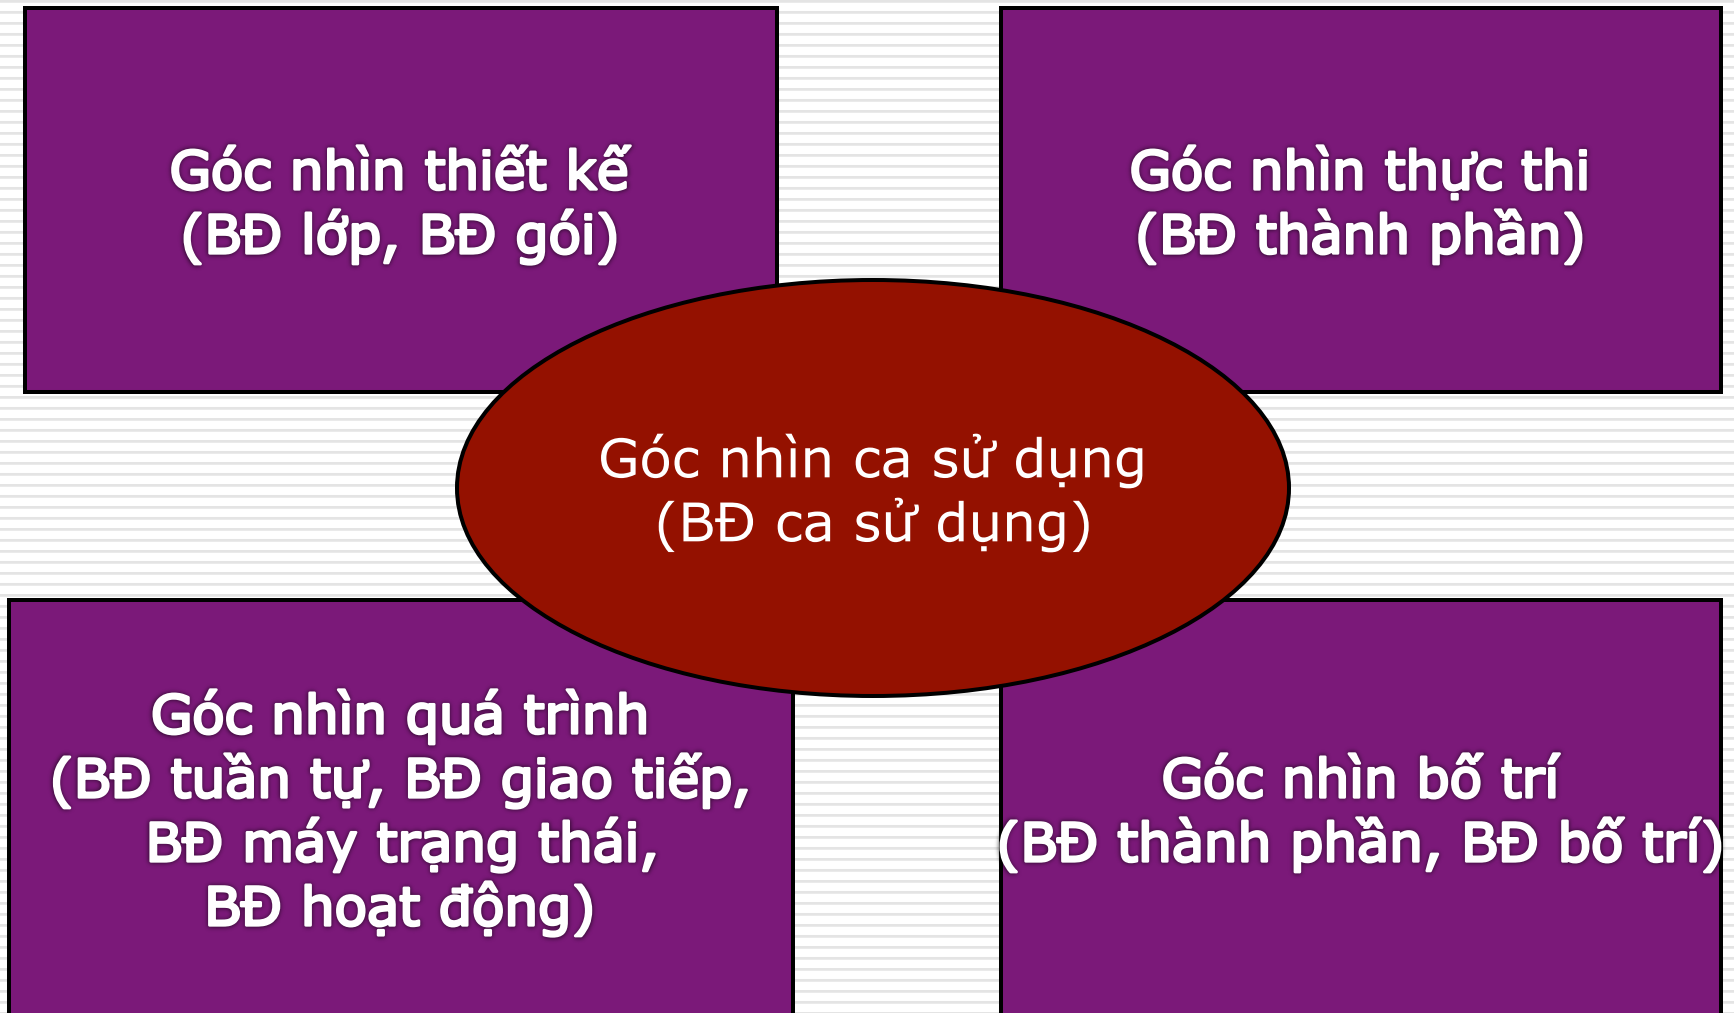 Góc nhìn thiết kế
(BĐ lớp, BĐ gói)
Góc nhìn thực thi
(BĐ thành phần)
Góc nhìn ca sử dụng
(BĐ ca sử dụng)
Góc nhìn quá trình
(BĐ tuần tự, BĐ giao tiếp,
BĐ máy trạng thái,
BĐ hoạt động)
Góc nhìn bố trí
(BĐ thành phần, BĐ bố trí)